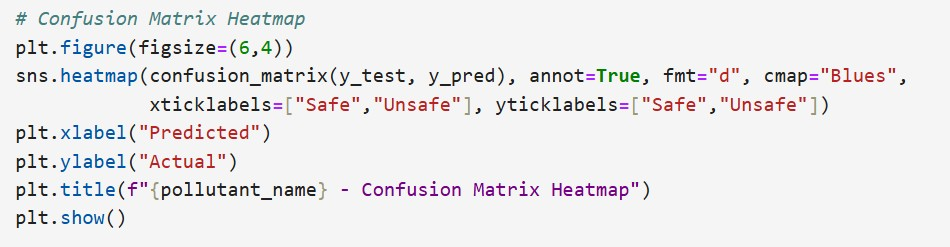 # Confusion Matrix Heatmap
plt.figure(figsize=(6,4))
sns.heatmap(confusion_matrix(y_test, y_pred), annot=True, fmt="d", cmap="Blues",
            xticklabels=["Safe","Unsafe"], yticklabels=["Safe","Unsafe"])
plt.xlabel("Predicted")
plt.ylabel("Actual")
plt.title(f"{pollutant_name} - Confusion Matrix Heatmap")
plt.show()